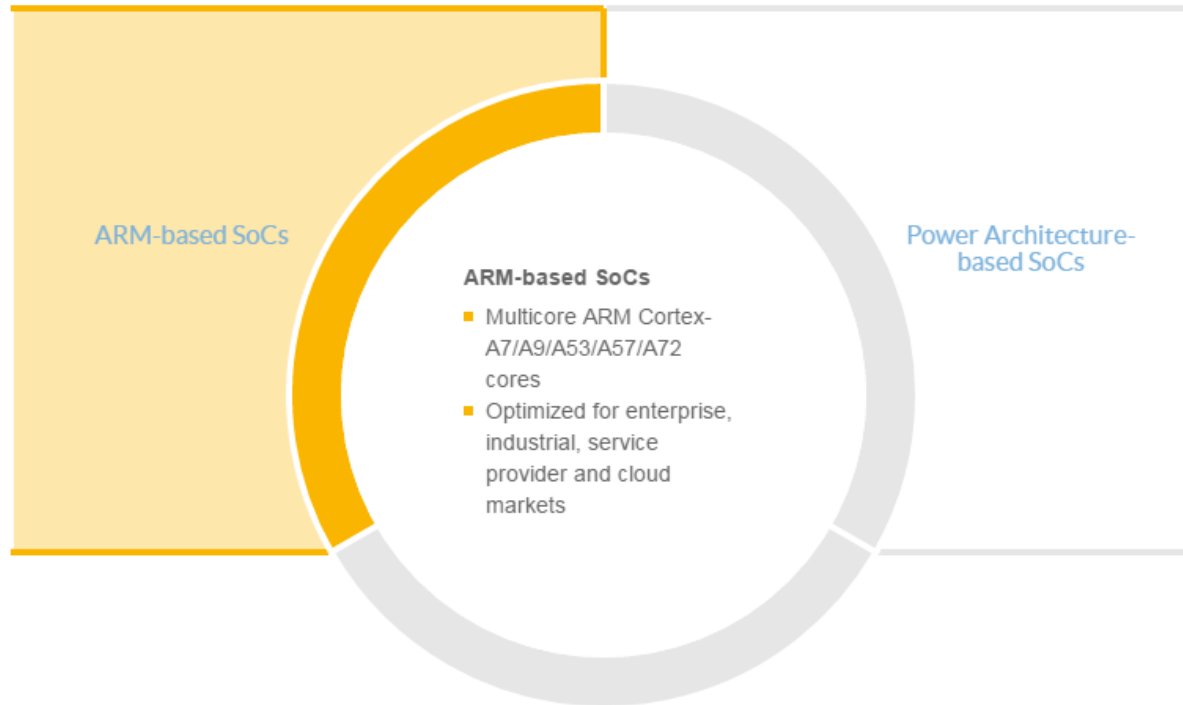 ARM-based SoCs
Power Architecture-
based SoCs
ARM-based SoCs
Multicore ARM Cortex-
A7/A9/A53/A57/A72
cores
Optimized for enterprise,
industrial, service
provider and cloud
markets